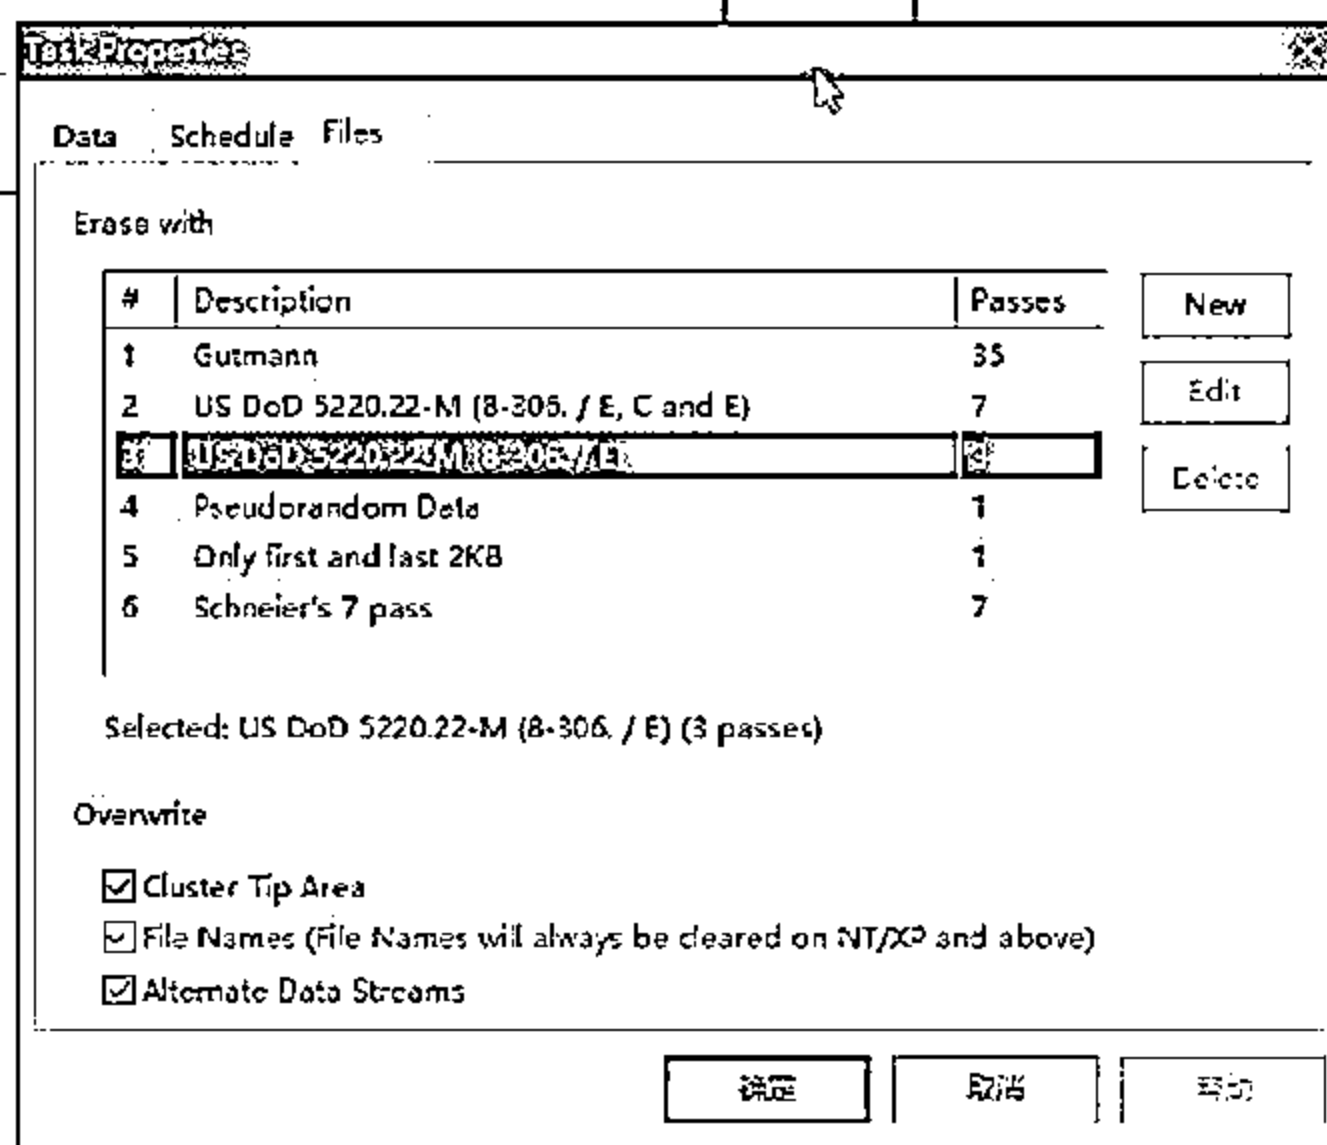 Task Properties
Data Schedule Files
Erase with
# Description Passes
1 Gutmann 35
2 US DoD 5220.22-M (8-306. / E, C and E) 7
3 US DoD 5220.22-M (8-306. / E) 3
4 Pseudorandom Data 1
5 Only first and last 2KB 1
6 Schneier's 7 pass 7
New
Edit
Delete
Selected: US DoD 5220.22-M (8-306. / E) (3 passes)
Overwrite
Cluster Tip Area
File Names (File Names will always be cleared on NT/XP and above)
Alternate Data Streams
确定 取消